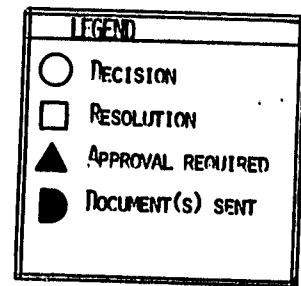 LEGEND
DECISION
RESOLUTION
APPROVAL REQUIRED
DOCUMENT(S) SENT